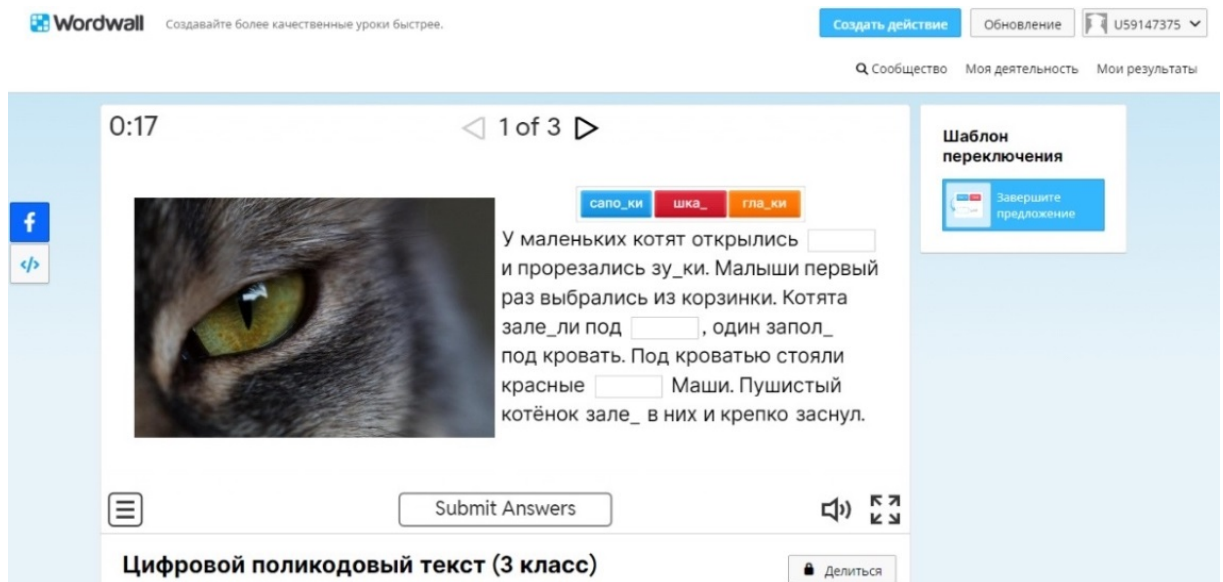 Wordwall Создавайте более качественные уроки быстрее. Создать действие Обновление U59147375
Сообщество Моя деятельность Мои результаты
0:17 1 of 3
Шаблон
переключения
Завершите
предложение
сапо_ки шка_ гла_ки
У маленьких котят открылись
и прорезались зу_ки. Малыши первый
раз выбрались из корзинки. Котята
зале_ли под , один запол_
под кровать. Под кроватью стояли
красные Маши. Пушистый
котёнок зале_ в них и крепко заснул.
f
</>
Submit Answers
Цифровой поликодовый текст (3 класс)
Делиться